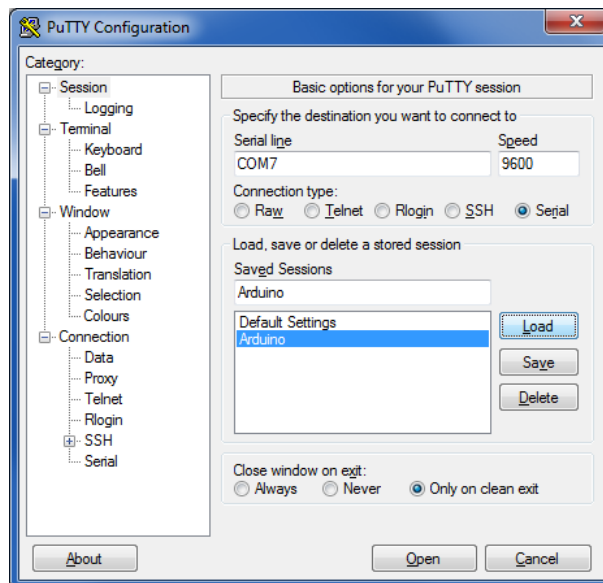 PuTTY Configuration
Category:
Session
Logging
Terminal
Keyboard
Bell
Features
Window
Appearance
Behaviour
Translation
Selection
Colours
Connection
Data
Proxy
Telnet
Rlogin
SSH
Serial
Basic options for your PuTTY session
Specify the destination you want to connect to
Serial line Speed
COM7 9600
Connection type:
Raw Telnet Rlogin SSH Serial
Load, save or delete a stored session
Saved Sessions
Arduino
Default Settings
Arduino
Load
Save
Delete
Close window on exit:
Always Never Only on clean exit
About Open Cancel